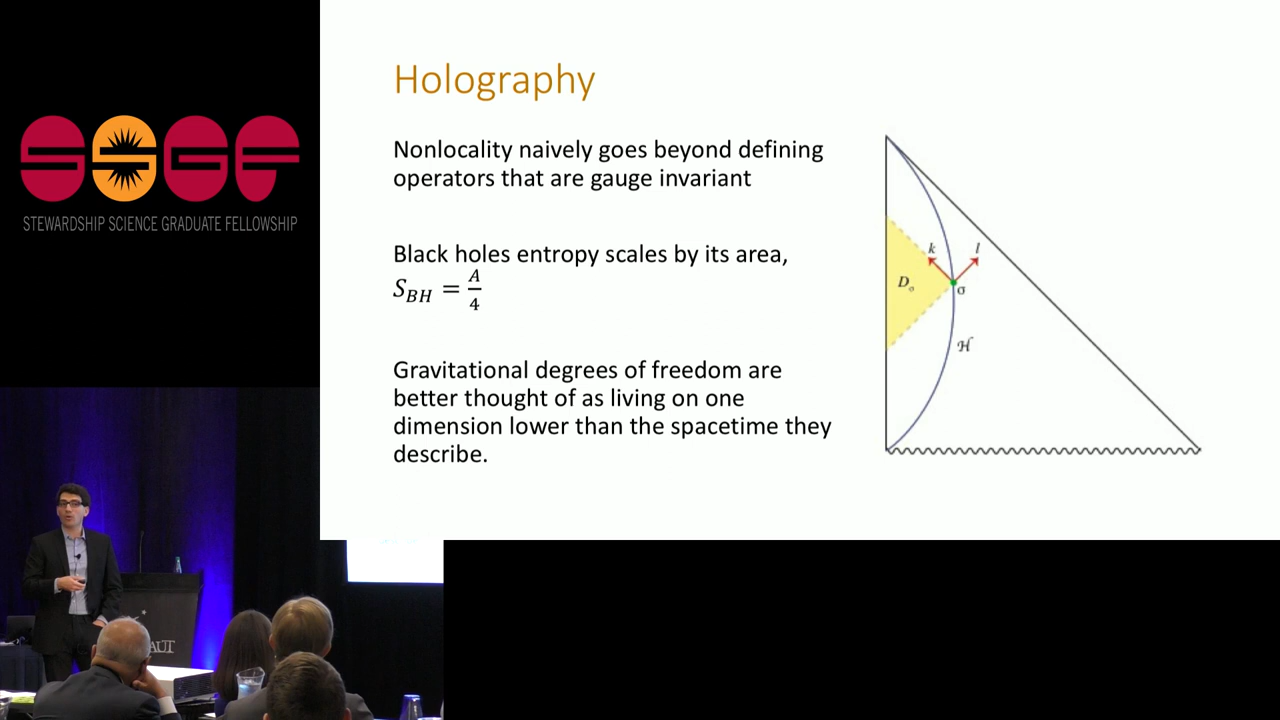 SSGF
STEWARDSHIP SCIENCE GRADUATE FELLOWSHIP
Holography
Nonlocality naively goes beyond defining
operators that are gauge invariant
Black holes entropy scales by its area,
S_BH = A/4
Gravitational degrees of freedom are
better thought of as living on one
dimension lower than the spacetime they
describe.
k l
D_σ σ
ℋ